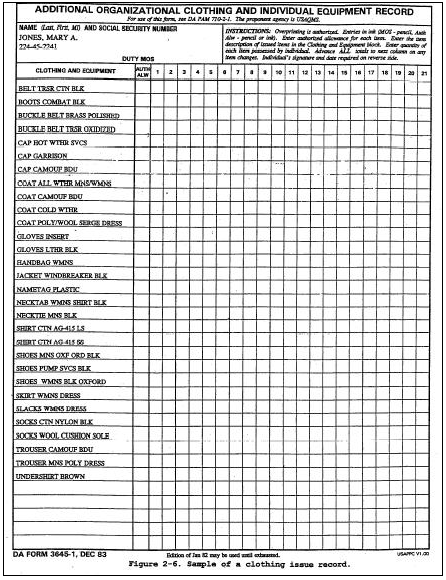 ADDITIONAL ORGANIZATIONAL CLOTHING AND INDIVIDUAL EQUIPMENT RECORD
For use of this form, see DA PAM 710-2-1. The proponent agency is USAQMS.
NAME (Last, First, MI) AND SOCIAL SECURITY NUMBER
JONES, MARY A.
224-45-2241
DUTY MOS
INSTRUCTIONS: Overprinting is authorized. Entries in ink (MOS - pencil, Auth
Alw - pencil or ink). Enter authorized allowance for each item. Enter the item
description of issued items in the Clothing and Equipment block. Enter quantity of
each item possessed by individual. Advance ALL totals to next column on any
item changes. Individual's signature and date required on reverse side.
CLOTHING AND EQUIPMENT AUTH ALW 1 2 3 4 5 6 7 8 9 10 11 12 13 14 15 16 17 18 19 20 21
BELT TRSR CTN BLK
BOOTS COMBAT BLK
BUCKLE BELT BRASS POLISHED
BUCKLE BELT TRSR OXIDIZED
CAP HOT WTHR SVCS
CAP GARRISON
CAP CAMOUF BDU
COAT ALL WTHR MNS/WMNS
COAT CAMOUF BDU
COAT COLD WTHR
COAT POLY/WOOL SERGE DRESS
GLOVES INSERT
GLOVES LTHR BLK
HANDBAG WMNS
JACKET WINDBREAKER BLK
NAMETAG PLASTIC
NECKTAB WMNS SHIRT BLK
NECKTIE MNS BLK
SHIRT CTN AG-415 LS
SHIRT CTN AG-415 SS
SHOES MNS OXF ORD BLK
SHOES PUMP SVCS BLK
SHOES WMNS BLK OXFORD
SKIRT WMNS DRESS
SLACKS WMNS DRESS
SOCKS CTN NYLON BLK
SOCKS WOOL CUSHION SOLE
TROUSER CAMOUF BDU
TROUSER MNS POLY DRESS
UNDERSHIRT BROWN
DA FORM 3645-1, DEC 83 Edition of Jan 82 may be used until exhausted. USAPPC V1.00
Figure 2-6. Sample of a clothing issue record.